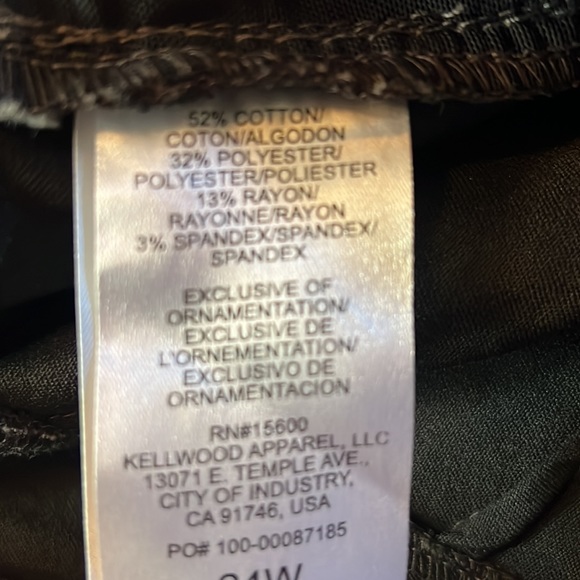 52% COTTON/
COTON/ALGODON
32% POLYESTER/
POLYESTER/POLIESTER
13% RAYON/
RAYONNE/RAYON
3% SPANDEX/SPANDEX/
SPANDEX
EXCLUSIVE OF
ORNAMENTATION/
EXCLUSIVE DE
L'ORNEMENTATION/
EXCLUSIVO DE
ORNAMENTACION
RN#15600
KELLWOOD APPAREL, LLC
13071 E. TEMPLE AVE.,
CITY OF INDUSTRY,
CA 91746, USA
PO# 100-00087185